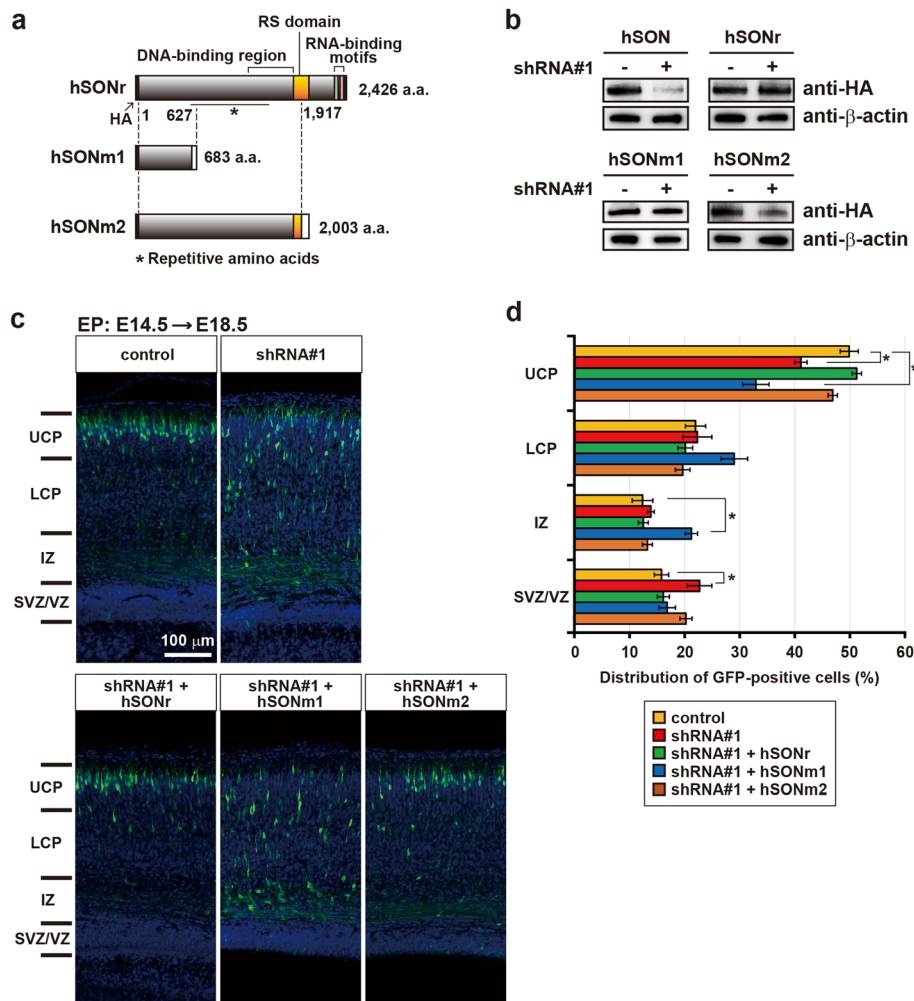 a
RS domain
DNA-binding region
RNA-binding
motifs
hSONr
2,426 a.a.
HA
1
627
*
1,917
hSONm1
683 a.a.
hSONm2
2,003 a.a.
* Repetitive amino acids
b
hSON
hSONr
shRNA#1
-
+
-
+
anti-HA
anti-β-actin
hSONm1
hSONm2
shRNA#1
-
+
-
+
anti-HA
anti-β-actin
c
EP: E14.5 → E18.5
control
shRNA#1
UCP
LCP
IZ
SVZ/VZ
100 μm
shRNA#1 +
hSONr
shRNA#1 +
hSONm1
shRNA#1 +
hSONm2
UCP
LCP
IZ
SVZ/VZ
d
UCP
*
*
LCP
IZ
*
SVZ/VZ
*
0
10
20
30
40
50
60
Distribution of GFP-positive cells (%)
control
shRNA#1
shRNA#1 + hSONr
shRNA#1 + hSONm1
shRNA#1 + hSONm2